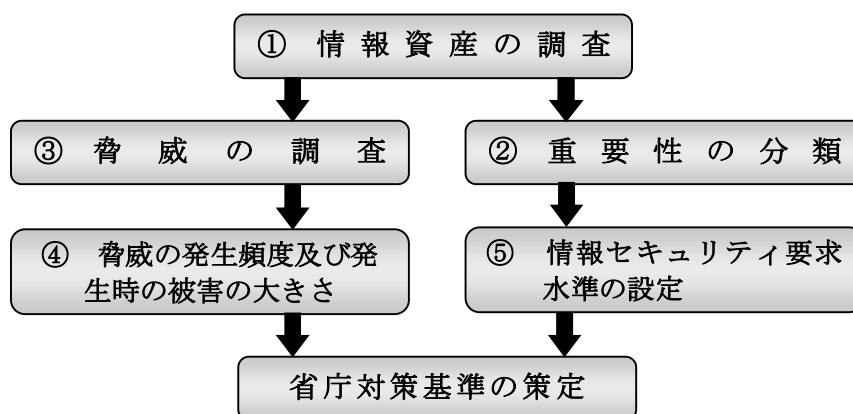 ① 情報資産の調査
③ 脅威の調査
② 重要性の分類
④ 脅威の発生頻度及び発
生時の被害の大きさ
⑤ 情報セキュリティ要求
水準の設定
省庁対策基準の策定